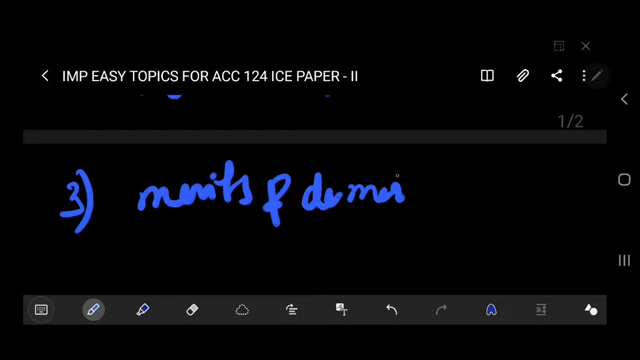 IMP EASY TOPICS FOR ACC 124 ICE PAPER - II
1/2
3) merits & demeri